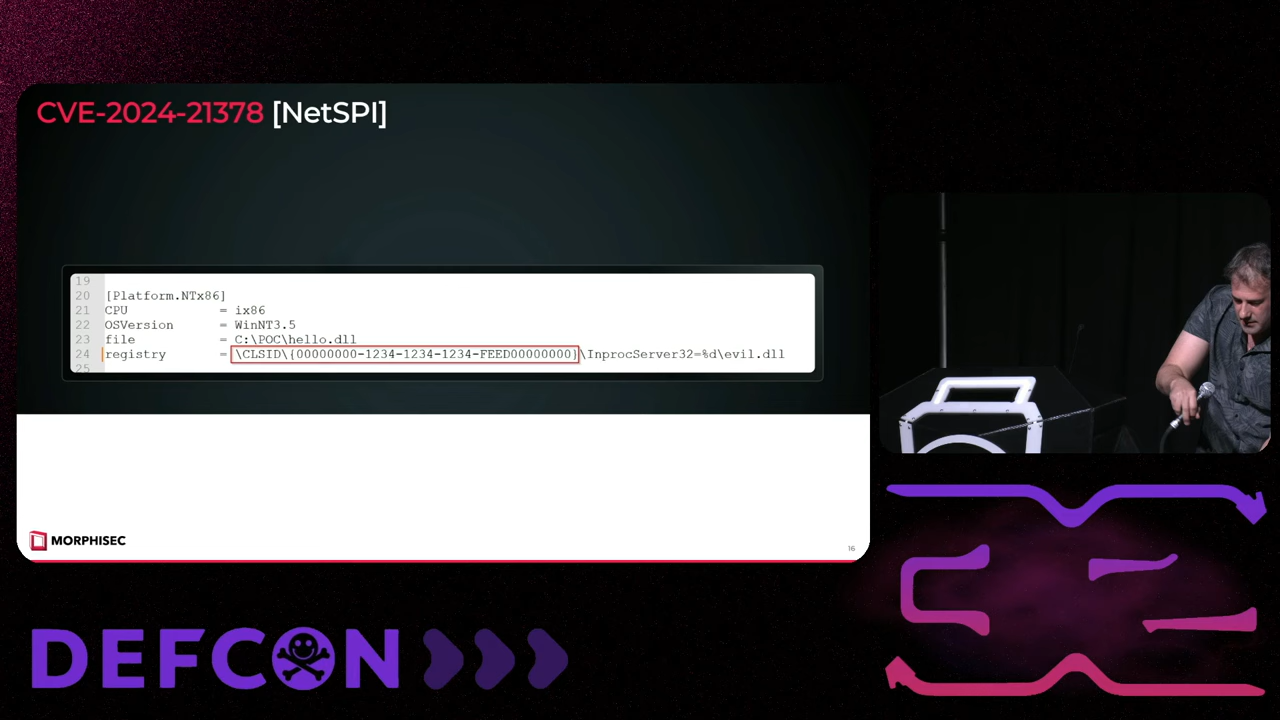 CVE-2024-21378 [NetSPI]
19
20 [Platform.NTx86]
21 CPU = ix86
22 OSVersion = WinNT3.5
23 file = C:\POC\hello.dll
24 registry = \CLSID\{00000000-1234-1234-1234-FEED00000000}\InprocServer32=%d\evil.dll
25
MORPHISEC
16
DEFCON